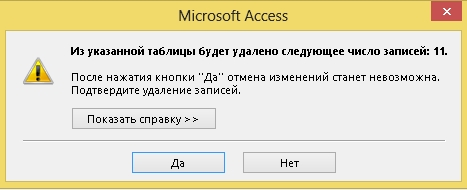 Microsoft Access
Из указанной таблицы будет удалено следующее число записей: 11.
После нажатия кнопки "Да" отмена изменений станет невозможна.
Подтвердите удаление записей.
Показать справку >>
Да
Нет